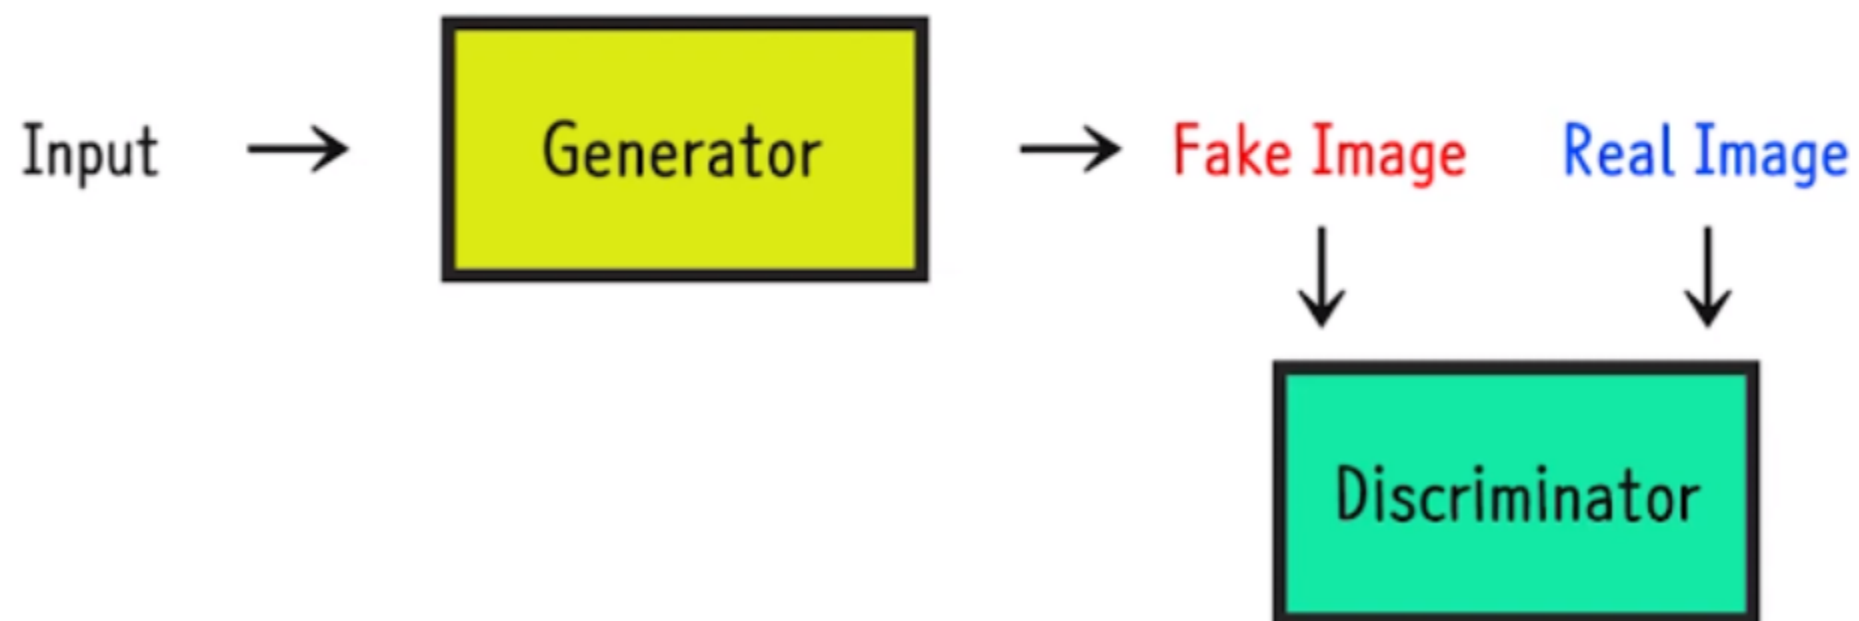 Input
Generator
Fake Image
Real Image
Discriminator